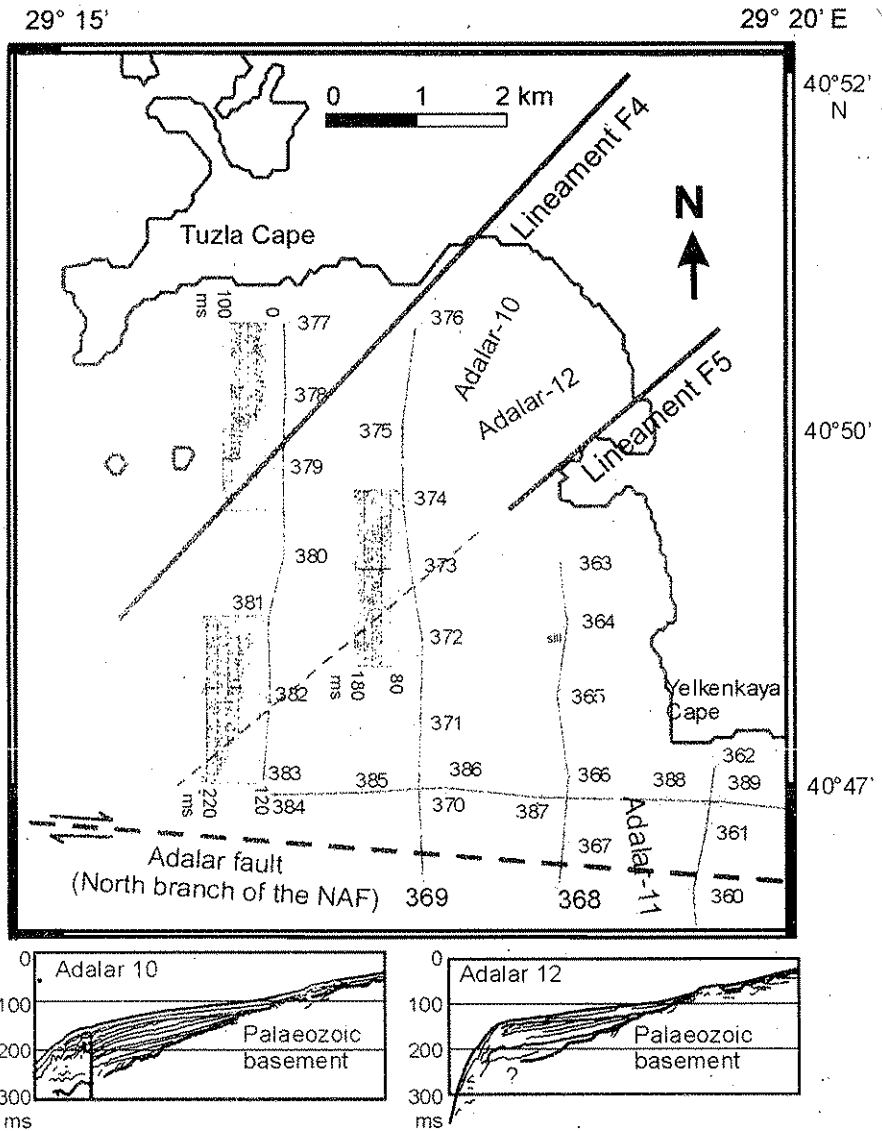 29° 15'
29° 20' E
40°52'
N
0 1 2 km
Lineament F4
N
Tuzla Cape
100
ms
0
377
376
Adalar-10
378
375
Adalar-12
Lineament F5
40°50'
379
374
380
373
363
381
372
364
sill
180
80
ms
382
365
Yelkenkaya
Cape
371
362
383
385
386
366
388
389
40°47'
220
120
ms
384
370
387
361
367
Adalar-11
Adalar fault
(North branch of the NAF)
369
368
360
0
Adalar 10
100
200
Palaeozoic
basement
300
ms
0
Adalar 12
100
200
Palaeozoic
basement
?
300
ms